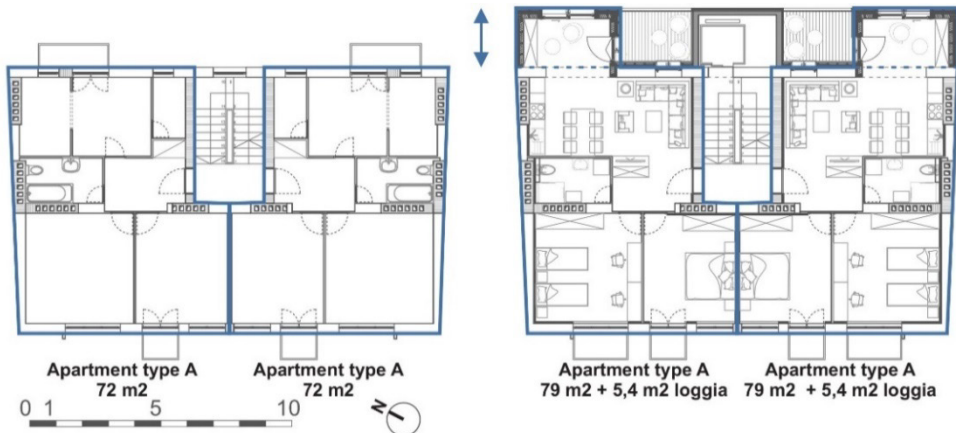 Apartment type A
72 m2
Apartment type A
72 m2
Apartment type A
79 m2 + 5,4 m2 loggia
Apartment type A
79 m2 + 5,4 m2 loggia
0 1 5 10
N